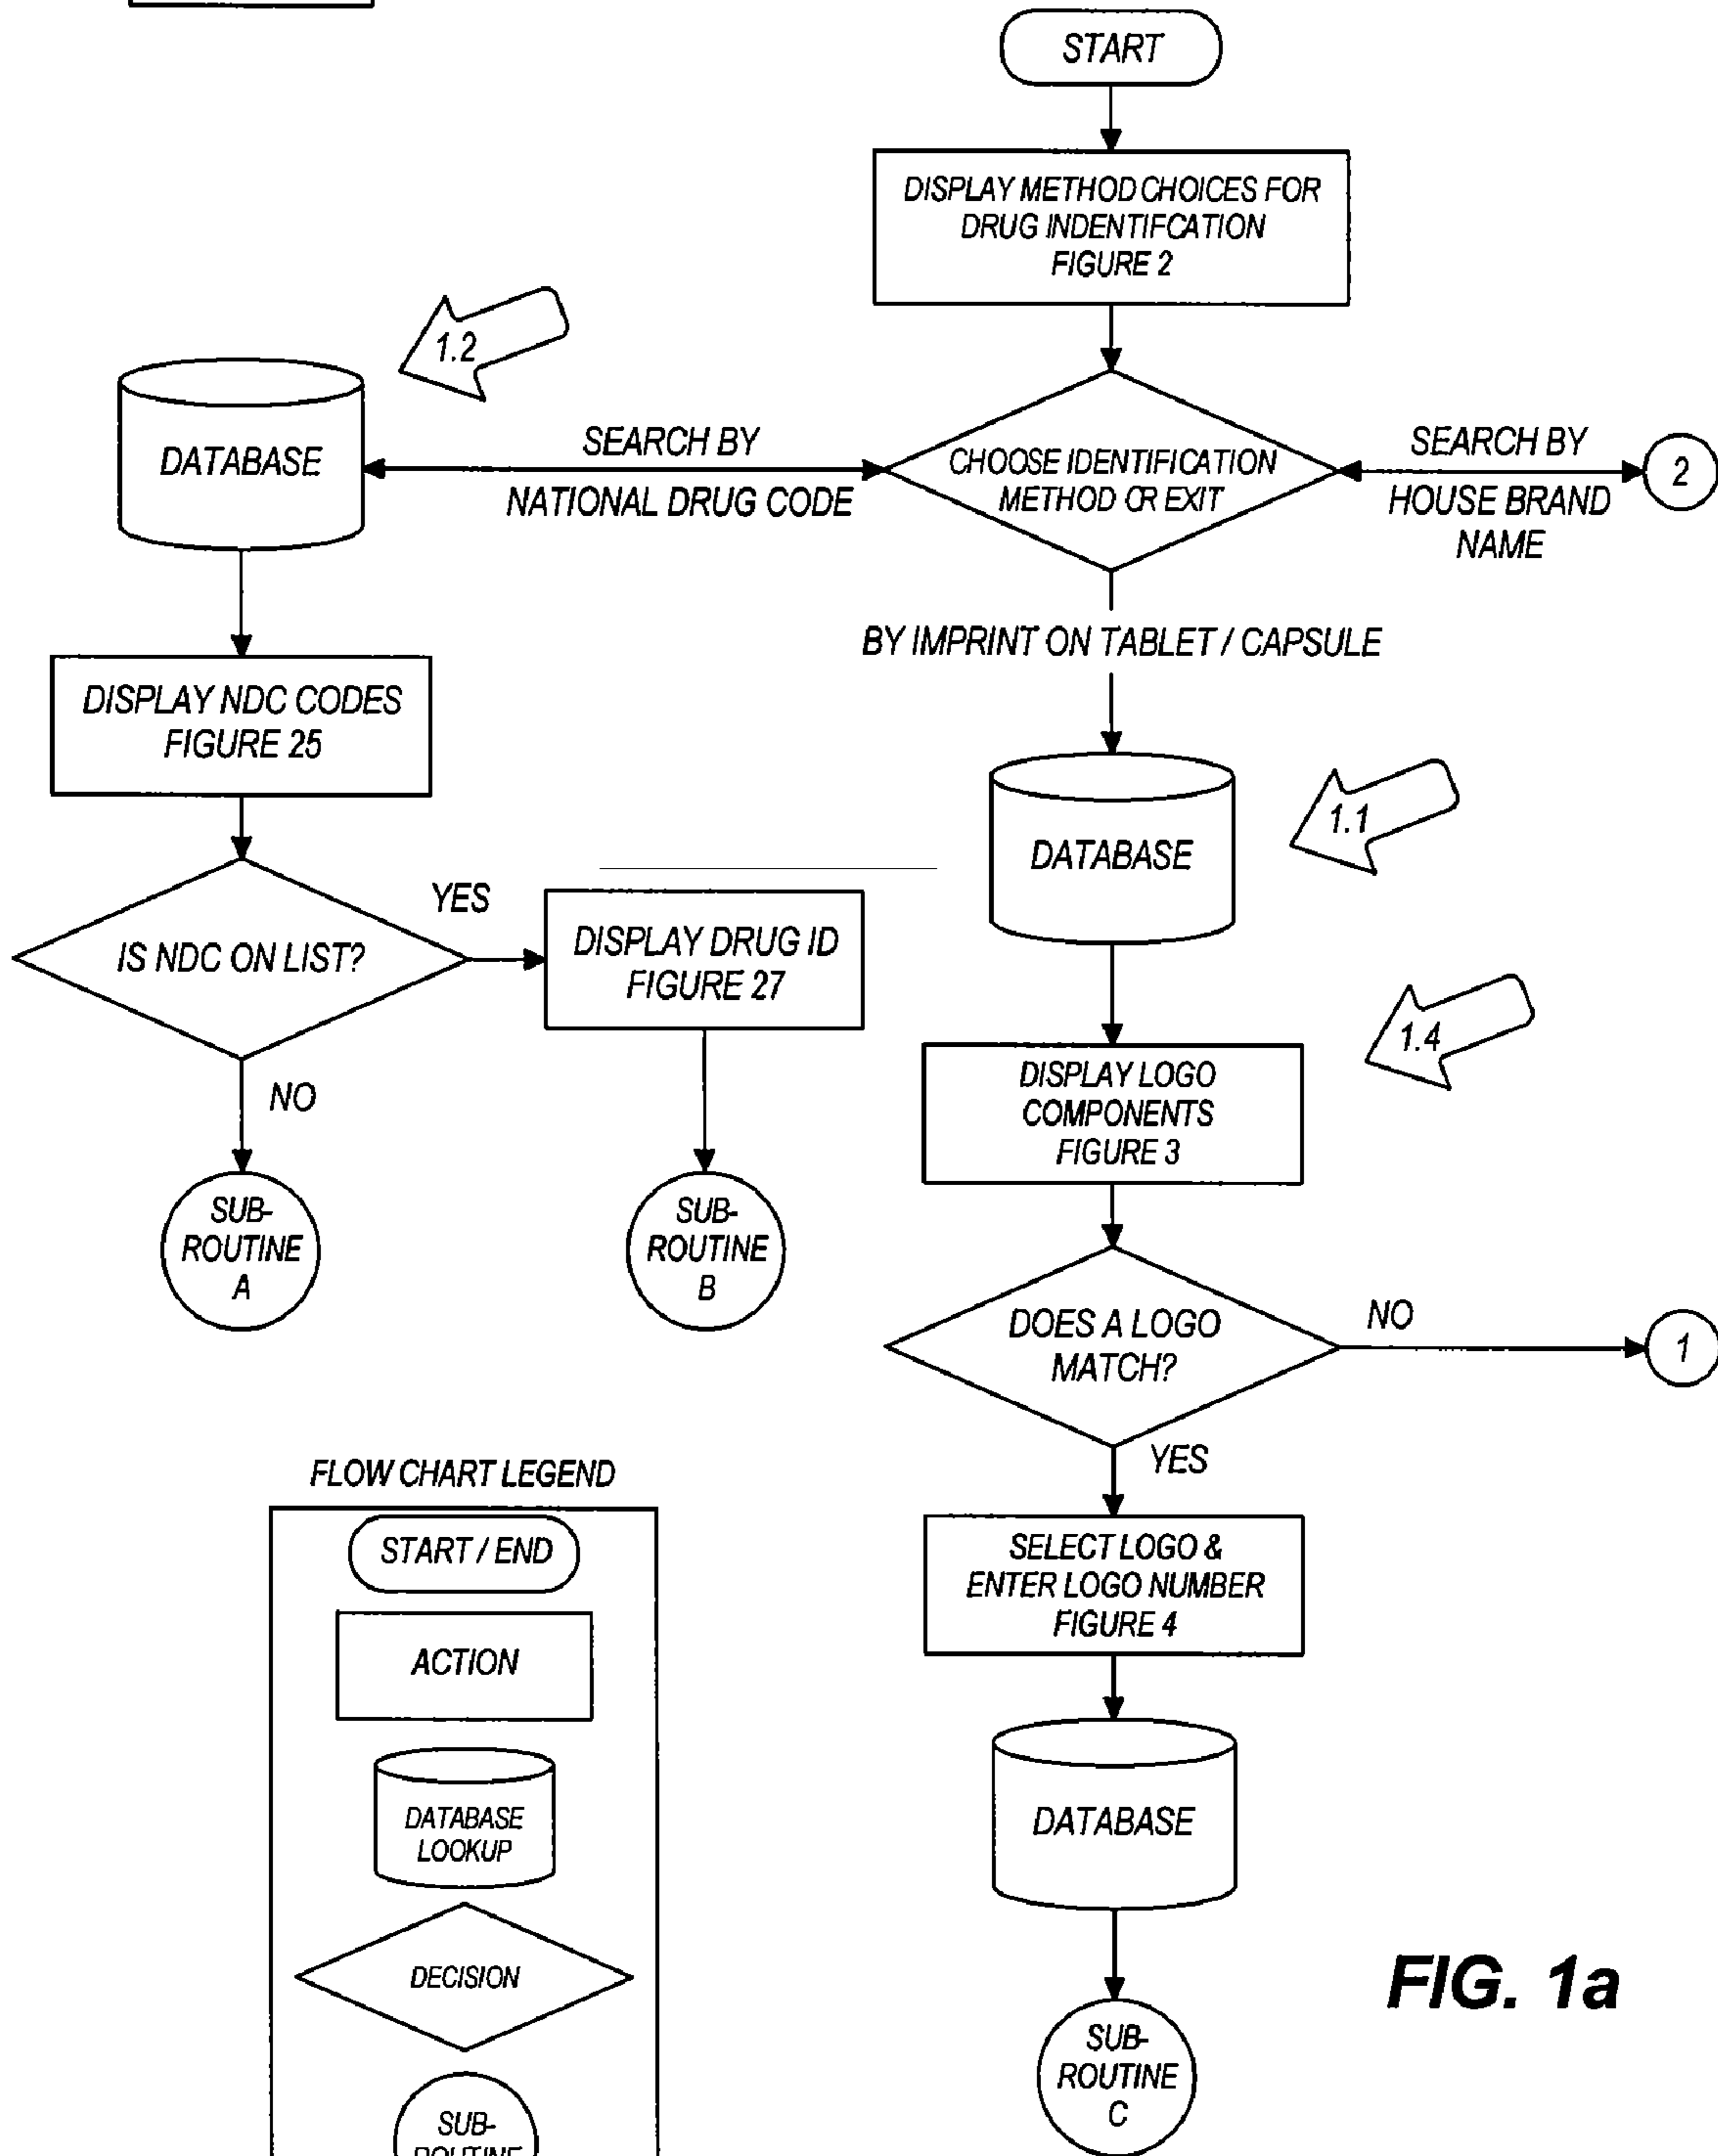 START
DISPLAY METHOD CHOICES FOR
DRUG INDENTIFCATION
FIGURE 2
1.2
DATABASE
SEARCH BY
NATIONAL DRUG CODE
CHOOSE IDENTIFICATION
METHOD OR EXIT
SEARCH BY
HOUSE BRAND
NAME
2
BY IMPRINT ON TABLET / CAPSULE
DISPLAY NDC CODES
FIGURE 25
DATABASE
1.1
IS NDC ON LIST?
YES
DISPLAY DRUG ID
FIGURE 27
NO
1.4
DISPLAY LOGO
COMPONENTS
FIGURE 3
SUB-
ROUTINE
A
SUB-
ROUTINE
B
DOES A LOGO
MATCH?
NO
1
YES
SELECT LOGO &
ENTER LOGO NUMBER
FIGURE 4
DATABASE
SUB-
ROUTINE
C
FLOW CHART LEGEND
START / END
ACTION
DATABASE
LOOKUP
DECISION
SUB-
ROUTINE
FIG. 1a